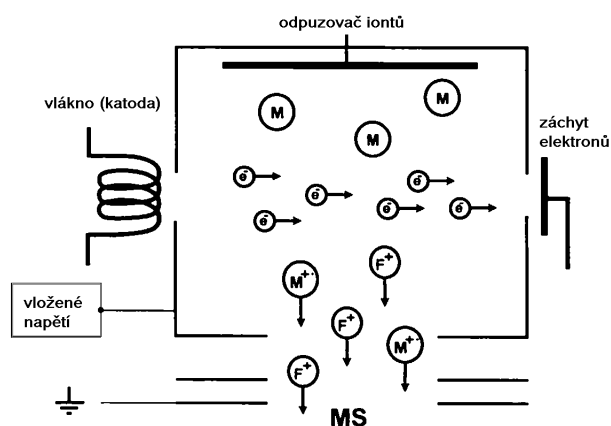 odpuzovač iontů
vlákno (katoda)
záchyt
elektronů
M
M
M
e⁻
e⁻
e⁻
e⁻
e⁻
e⁻
M⁺·
F⁺
vložené
napětí
F⁺
M⁺·
F⁺
MS